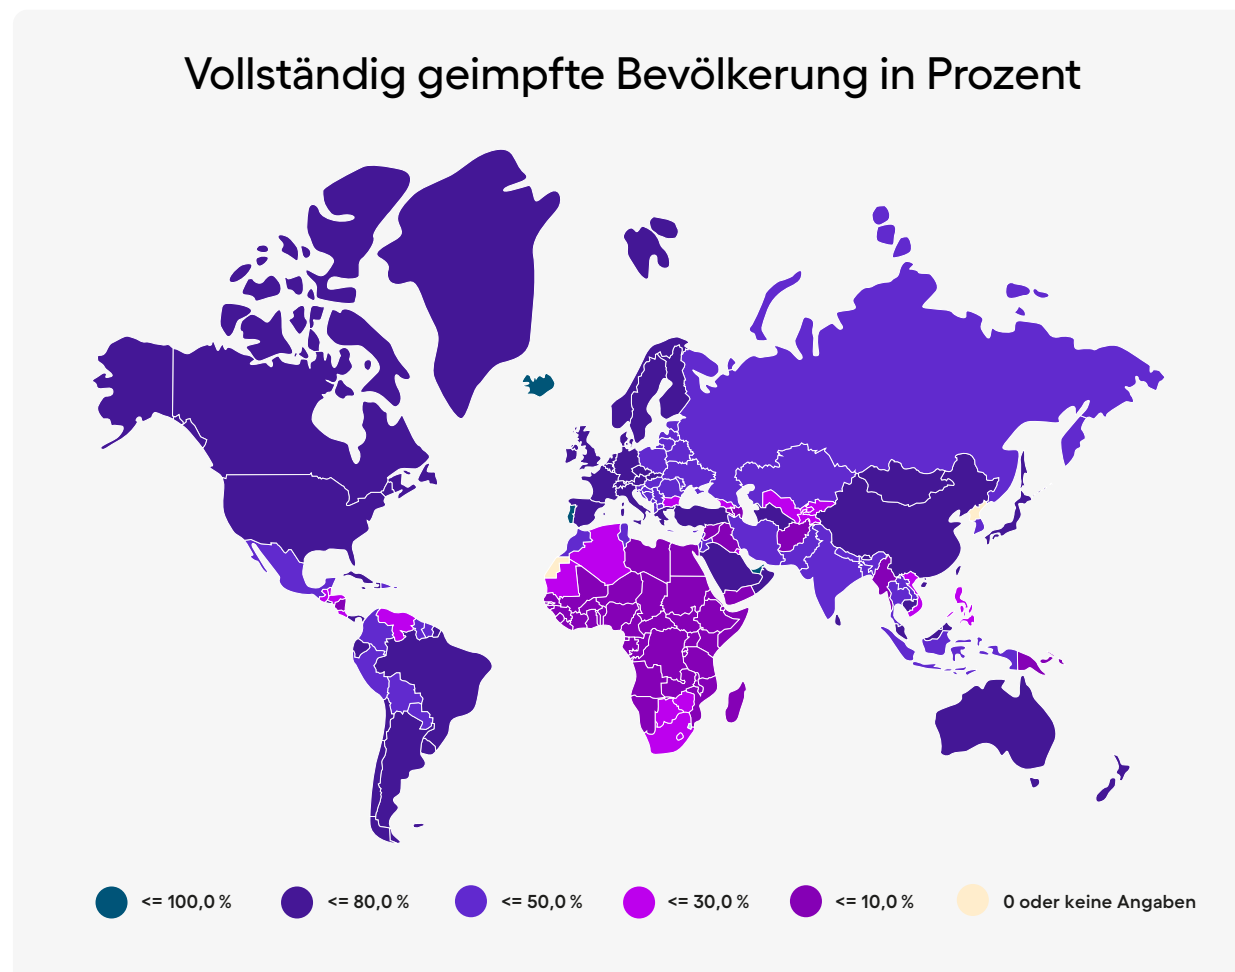 Vollständig geimpfte Bevölkerung in Prozent
<= 100,0 % <= 80,0 % <= 50,0 % <= 30,0 % <= 10,0 % 0 oder keine Angaben